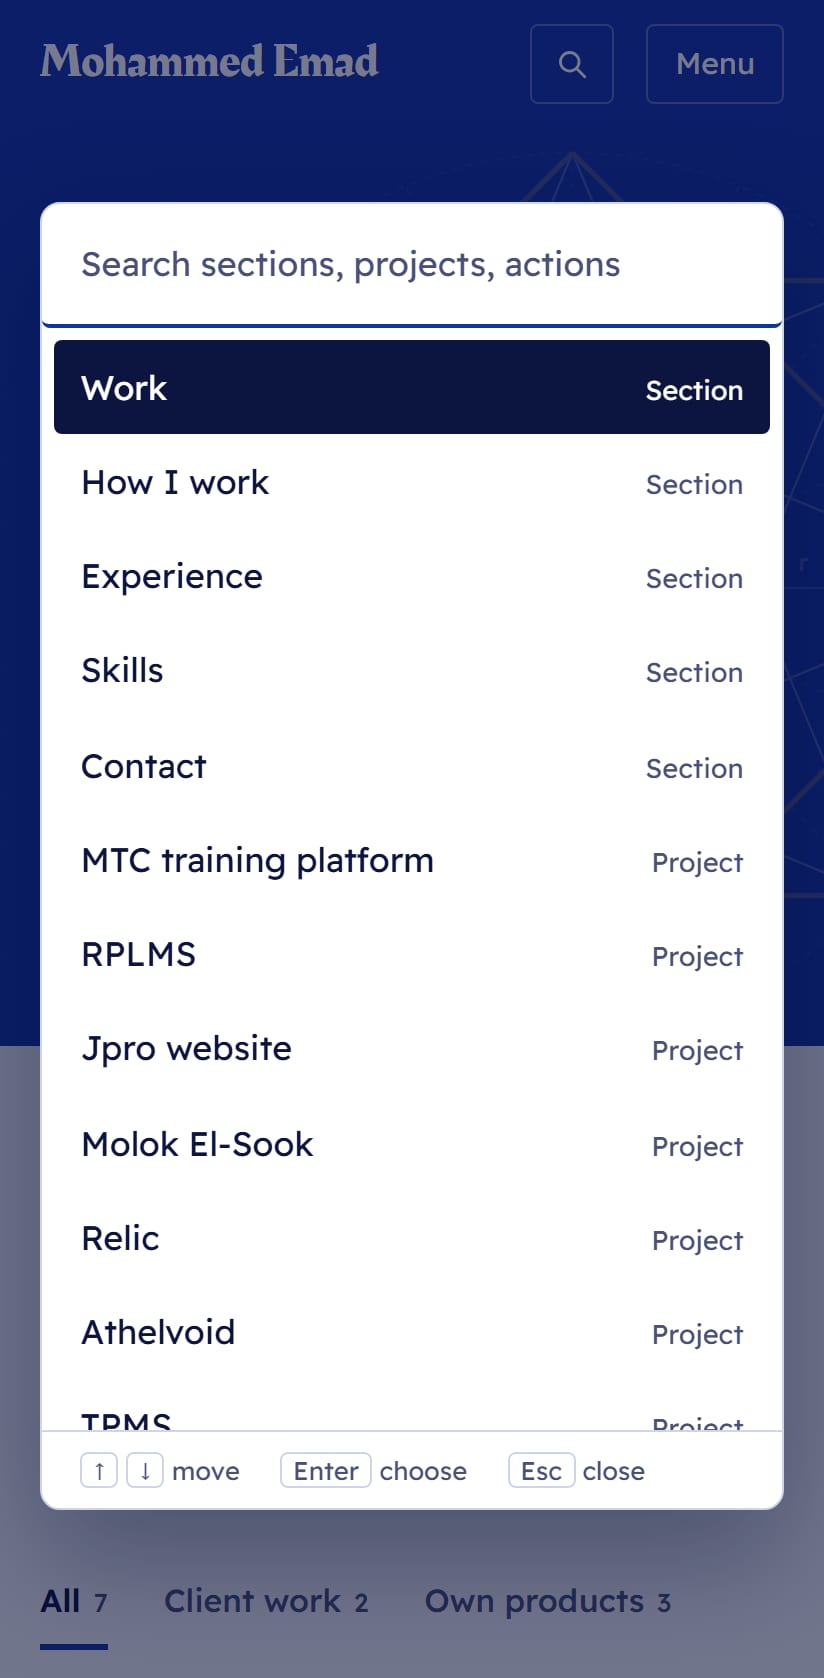 Mohammed Emad
Menu
Search sections, projects, actions
Work Section
How I work Section
Experience Section
Skills Section
Contact Section
MTC training platform Project
RPLMS Project
Jpro website Project
Molok El-Sook Project
Relic Project
Athelvoid Project
TPMS Project
↑ ↓ move Enter choose Esc close
All 7 Client work 2 Own products 3